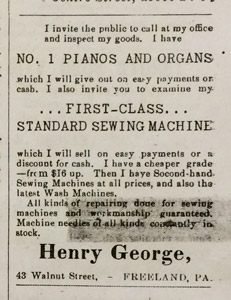 I invite the public to call at my office
and inspect my goods. I have
NO. 1 PIANOS AND ORGANS
which I will give out on easy payments or
cash. I also invite you to examine my
...FIRST-CLASS...
STANDARD SEWING MACHINE
which I will sell on easy payments or a
discount for cash. I have a cheaper grade
—from $16 up. Then I have Second-hand
Sewing Machines at all prices, and also the
latest Wash Machines.
All kinds of repairing done for sewing
machines and workmanship guaranteed.
Machine needles of all kinds constantly in
stock.
Henry George,
43 Walnut Street, - FREELAND, PA.